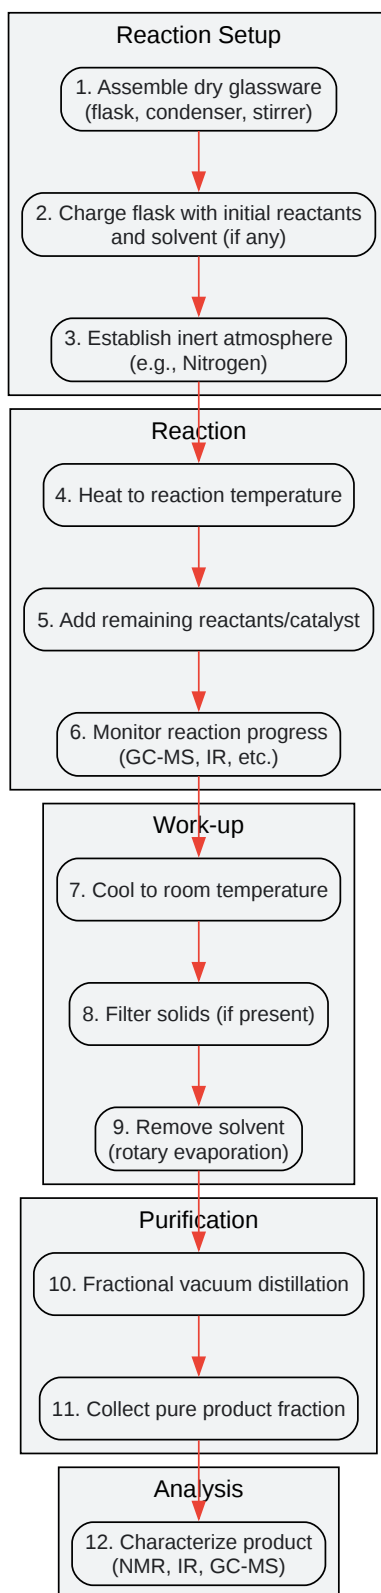 Reaction Setup
1. Assemble dry glassware
(flask, condenser, stirrer)
2. Charge flask with initial reactants
and solvent (if any)
3. Establish inert atmosphere
(e.g., Nitrogen)
Reaction
4. Heat to reaction temperature
5. Add remaining reactants/catalyst
6. Monitor reaction progress
(GC-MS, IR, etc.)
Work-up
7. Cool to room temperature
8. Filter solids (if present)
9. Remove solvent
(rotary evaporation)
Purification
10. Fractional vacuum distillation
11. Collect pure product fraction
Analysis
12. Characterize product
(NMR, IR, GC-MS)